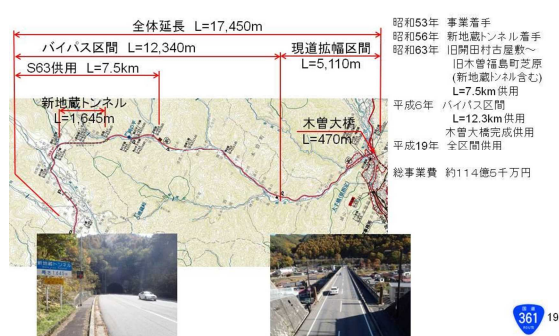 全体延長 L=17,450m
バイパス区間 L=12,340m
現道拡幅区間
L=5,110m
S63供用 L=7.5km
新地蔵トンネル
L=1,645m
木曽大橋
L=470m
昭和53年 事業着手
昭和56年 新地蔵トンネル着手
昭和63年 旧開田村古屋敷～
旧木曽福島町芝原
(新地蔵トンネル含む)
L=7.5km供用
平成6年 バイパス区間
L=12.3km供用
木曽大橋完成供用
平成19年 全区間供用
総事業費 約114億5千万円
新地蔵トンネル
361
19